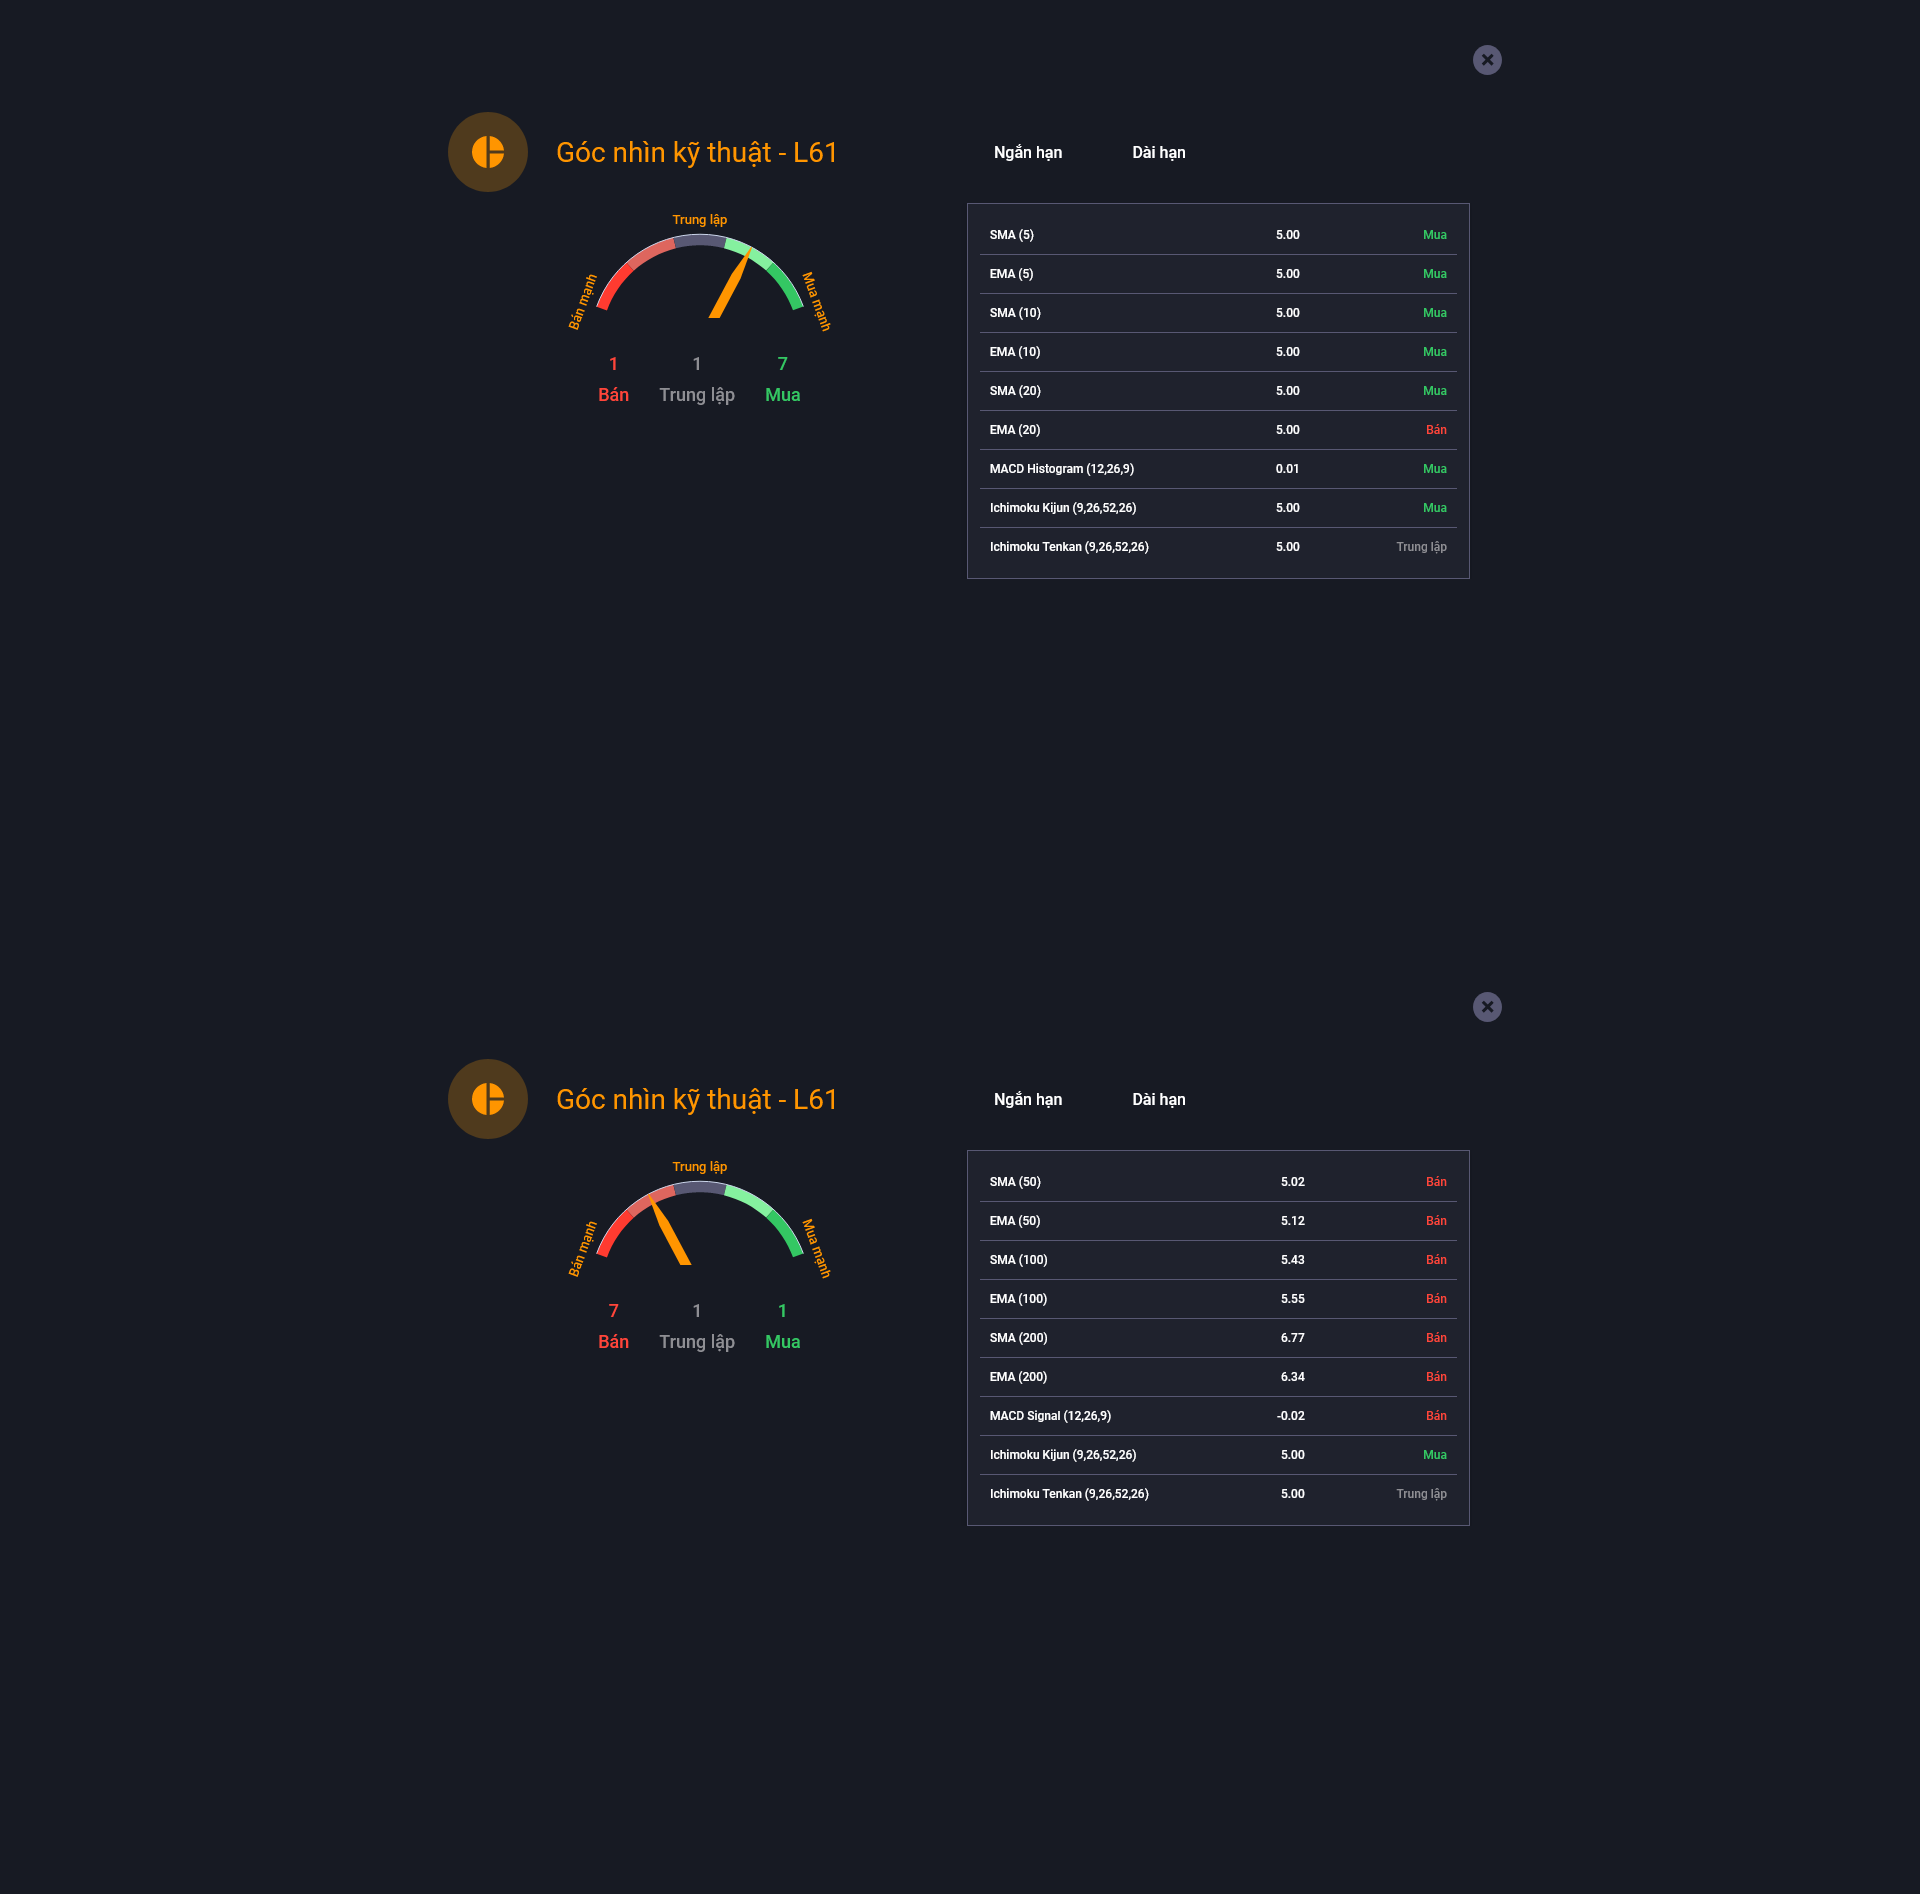 Góc nhìn kỹ thuật - L61
Ngắn hạn Dài hạn
Trung lập
Bán mạnh
Mua mạnh
1 1 7
Bán Trung lập Mua
SMA (5) 5.00 Mua
EMA (5) 5.00 Mua
SMA (10) 5.00 Mua
EMA (10) 5.00 Mua
SMA (20) 5.00 Mua
EMA (20) 5.00 Bán
MACD Histogram (12,26,9) 0.01 Mua
Ichimoku Kijun (9,26,52,26) 5.00 Mua
Ichimoku Tenkan (9,26,52,26) 5.00 Trung lập
Góc nhìn kỹ thuật - L61
Ngắn hạn Dài hạn
Trung lập
Bán mạnh
Mua mạnh
7 1 1
Bán Trung lập Mua
SMA (50) 5.02 Bán
EMA (50) 5.12 Bán
SMA (100) 5.43 Bán
EMA (100) 5.55 Bán
SMA (200) 6.77 Bán
EMA (200) 6.34 Bán
MACD Signal (12,26,9) -0.02 Bán
Ichimoku Kijun (9,26,52,26) 5.00 Mua
Ichimoku Tenkan (9,26,52,26) 5.00 Trung lập